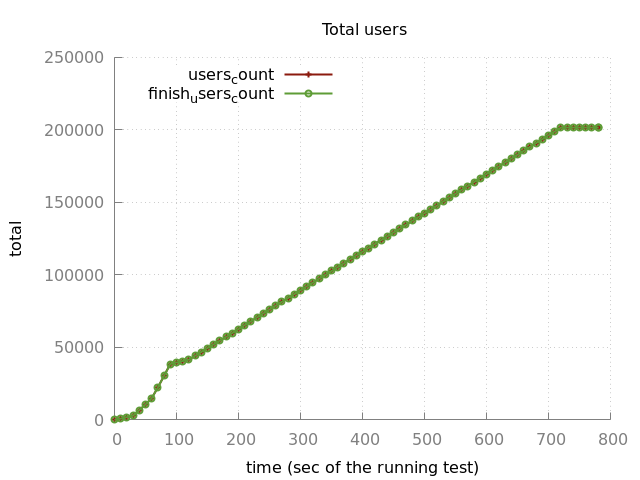 Total users
250000
users_count
finish_users_count
200000
150000
total
100000
50000
0
0 100 200 300 400 500 600 700 800
time (sec of the running test)